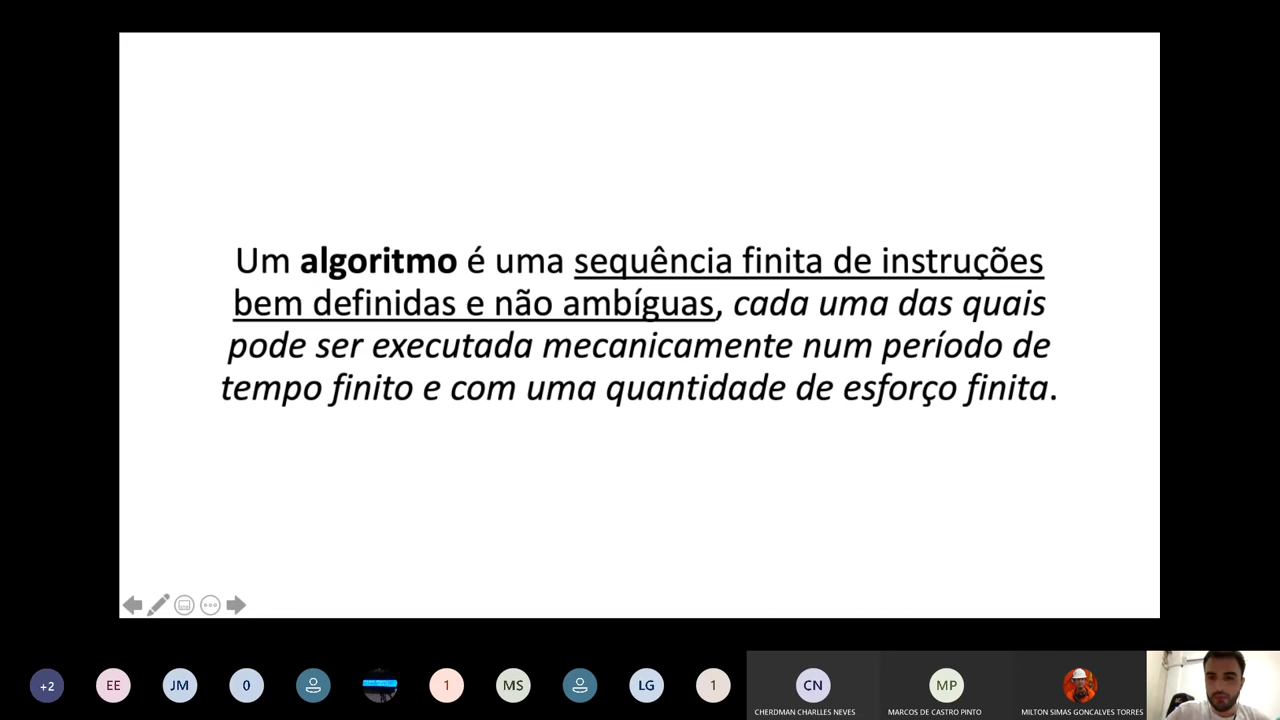 Um algoritmo é uma sequência finita de instruções
bem definidas e não ambíguas, cada uma das quais
pode ser executada mecanicamente num período de
tempo finito e com uma quantidade de esforço finita.
+2
EE
JM
0
1
MS
LG
1
CN
MP
CHERDMAN CHARLLES NEVES
MARCOS DE CASTRO PINTO
MILTON SIMAS GONCALVES TORRES